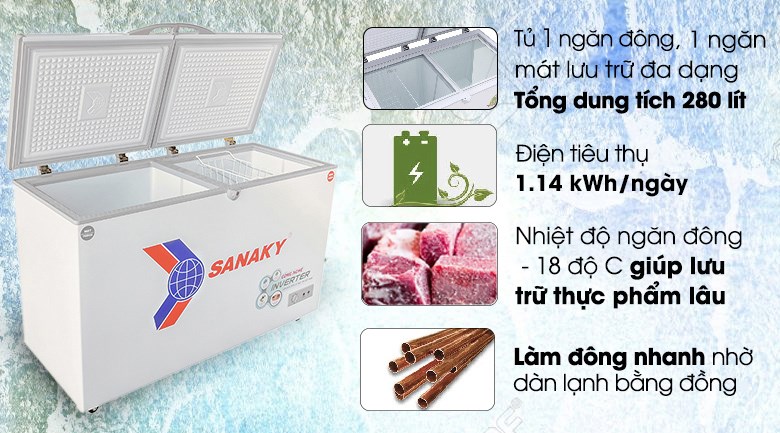 Tủ 1 ngăn đông, 1 ngăn
mát lưu trữ đa dạng
Tổng dung tích 280 lít
Điện tiêu thụ
1.14 kWh/ngày
Nhiệt độ ngăn đông
- 18 độ C giúp lưu
trữ thực phẩm lâu
Làm đông nhanh nhờ
dàn lạnh bằng đồng
SANAKY
CÔNG NGHỆ
INVERTER